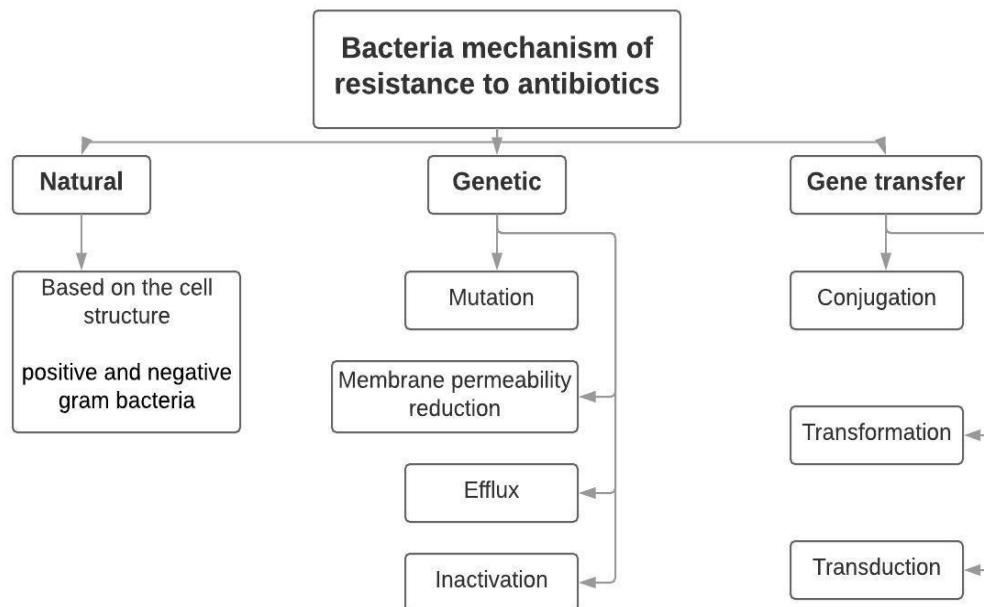 Bacteria mechanism of
resistance to antibiotics
Natural
Genetic
Gene transfer
Based on the cell
structure
positive and negative
gram bacteria
Mutation
Membrane permeability
reduction
Efflux
Inactivation
Conjugation
Transformation
Transduction